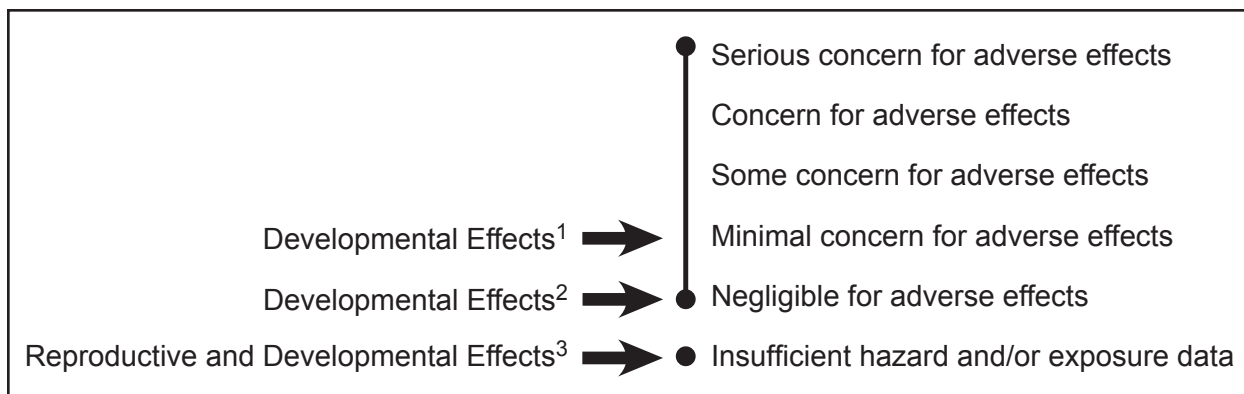 Serious concern for adverse effects
Concern for adverse effects
Some concern for adverse effects
Developmental Effects¹ Minimal concern for adverse effects
Developmental Effects² Negligible for adverse effects
Reproductive and Developmental Effects³ Insufficient hazard and/or exposure data